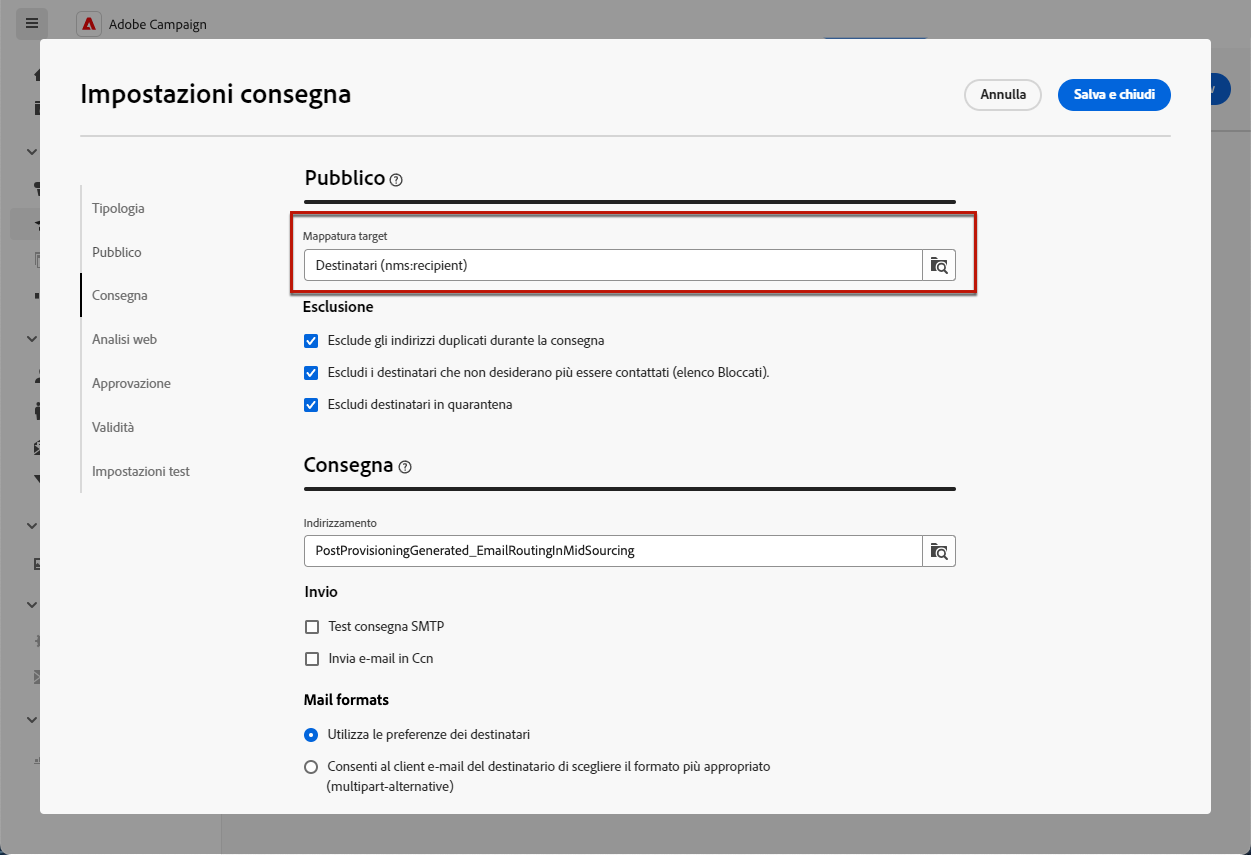 Adobe Campaign
Impostazioni consegna
Annulla
Salva e chiudi
Tipologia
Pubblico
Consegna
Analisi web
Approvazione
Validità
Impostazioni test
Pubblico
Mappatura target
Destinatari (nms:recipient)
Esclusione
Esclude gli indirizzi duplicati durante la consegna
Escludi i destinatari che non desiderano più essere contattati (elenco Bloccati).
Escludi destinatari in quarantena
Consegna
Indirizzamento
PostProvisioningGenerated_EmailRoutingInMidSourcing
Invio
Test consegna SMTP
Invia e-mail in Ccn
Mail formats
Utilizza le preferenze dei destinatari
Consenti al client e-mail del destinatario di scegliere il formato più appropriato
(multipart-alternative)